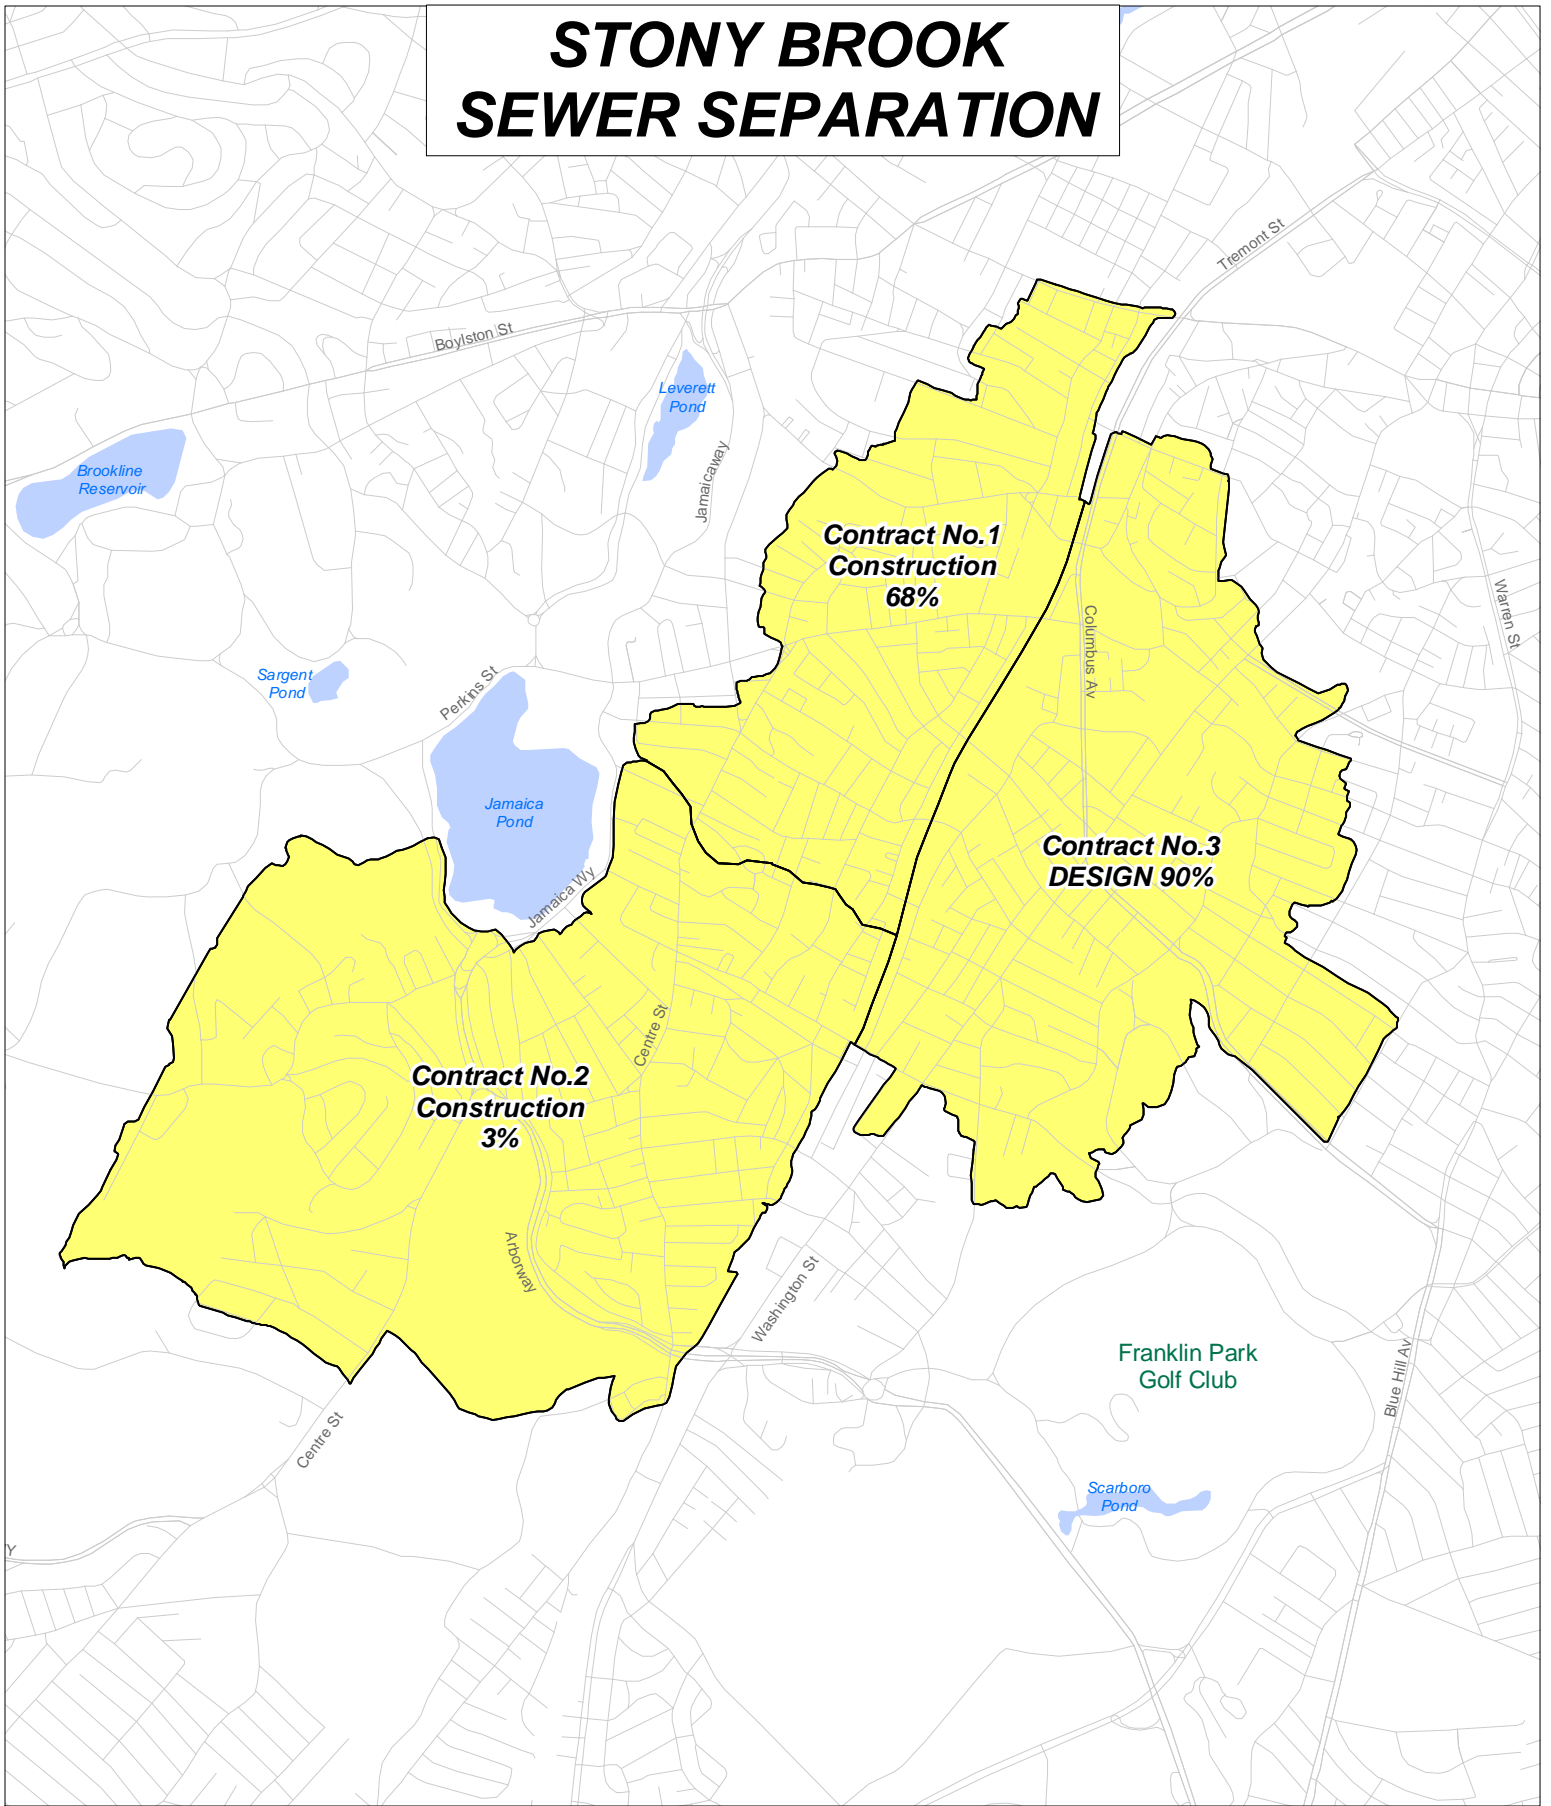 STONY BROOK
SEWER SEPARATION
Tremont St
Boylston St
Leverett
Pond
Jamaicaway
Brookline
Reservoir
Contract No.1
Construction
68%
Warren St
Columbus Av
Sargent
Pond
Perkins St
Jamaica
Pond
Contract No.3
DESIGN 90%
Jamaica Wy
Centre St
Contract No.2
Construction
3%
Arborway
Washington St
Franklin Park
Golf Club
Blue Hill Av
Centre St
Scarboro
Pond
Y